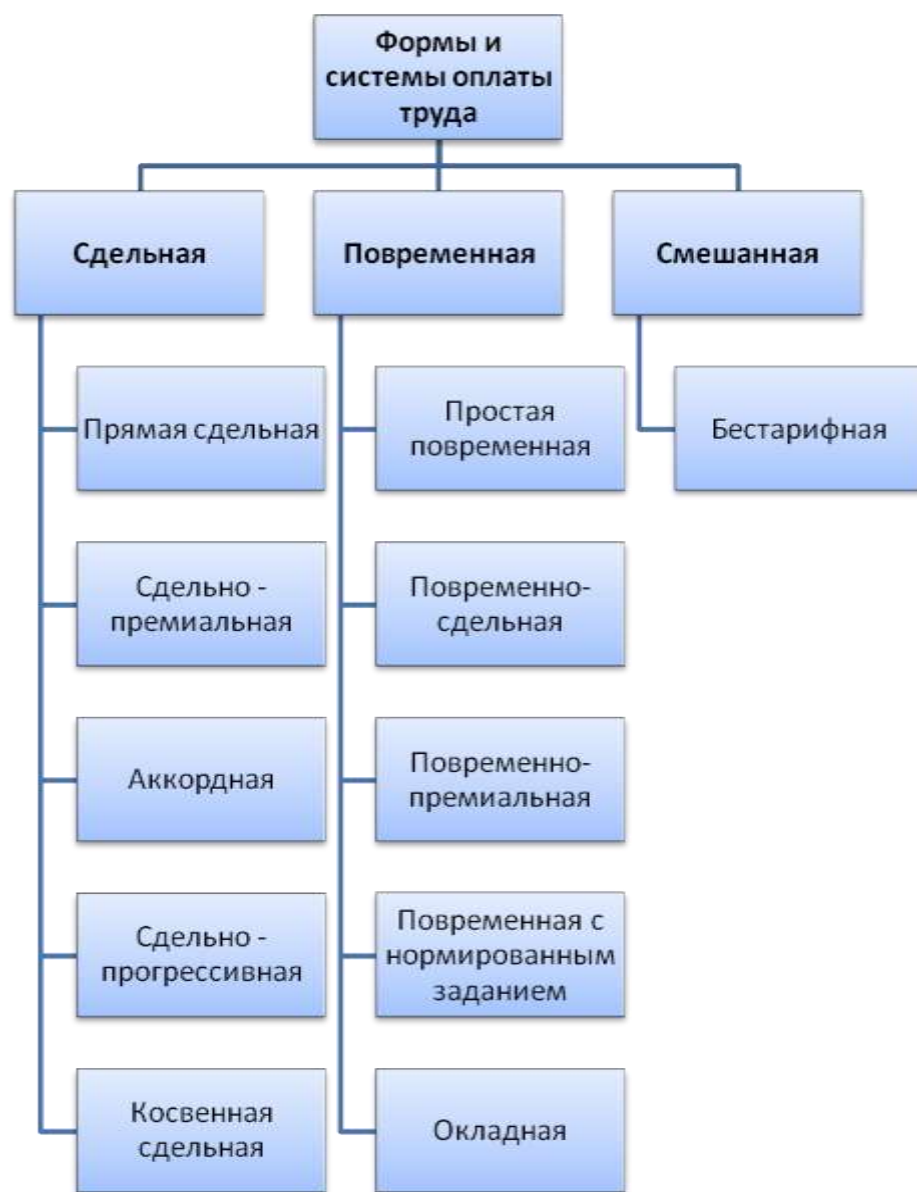 Формы и
системы оплаты
труда
Сдельная
Повременная
Смешанная
Прямая сдельная
Простая
повременная
Бестарифная
Сдельно -
премиальная
Повременно-
сдельная
Аккордная
Повременно-
премиальная
Сдельно -
прогрессивная
Повременная с
нормированным
заданием
Косвенная
сдельная
Окладная